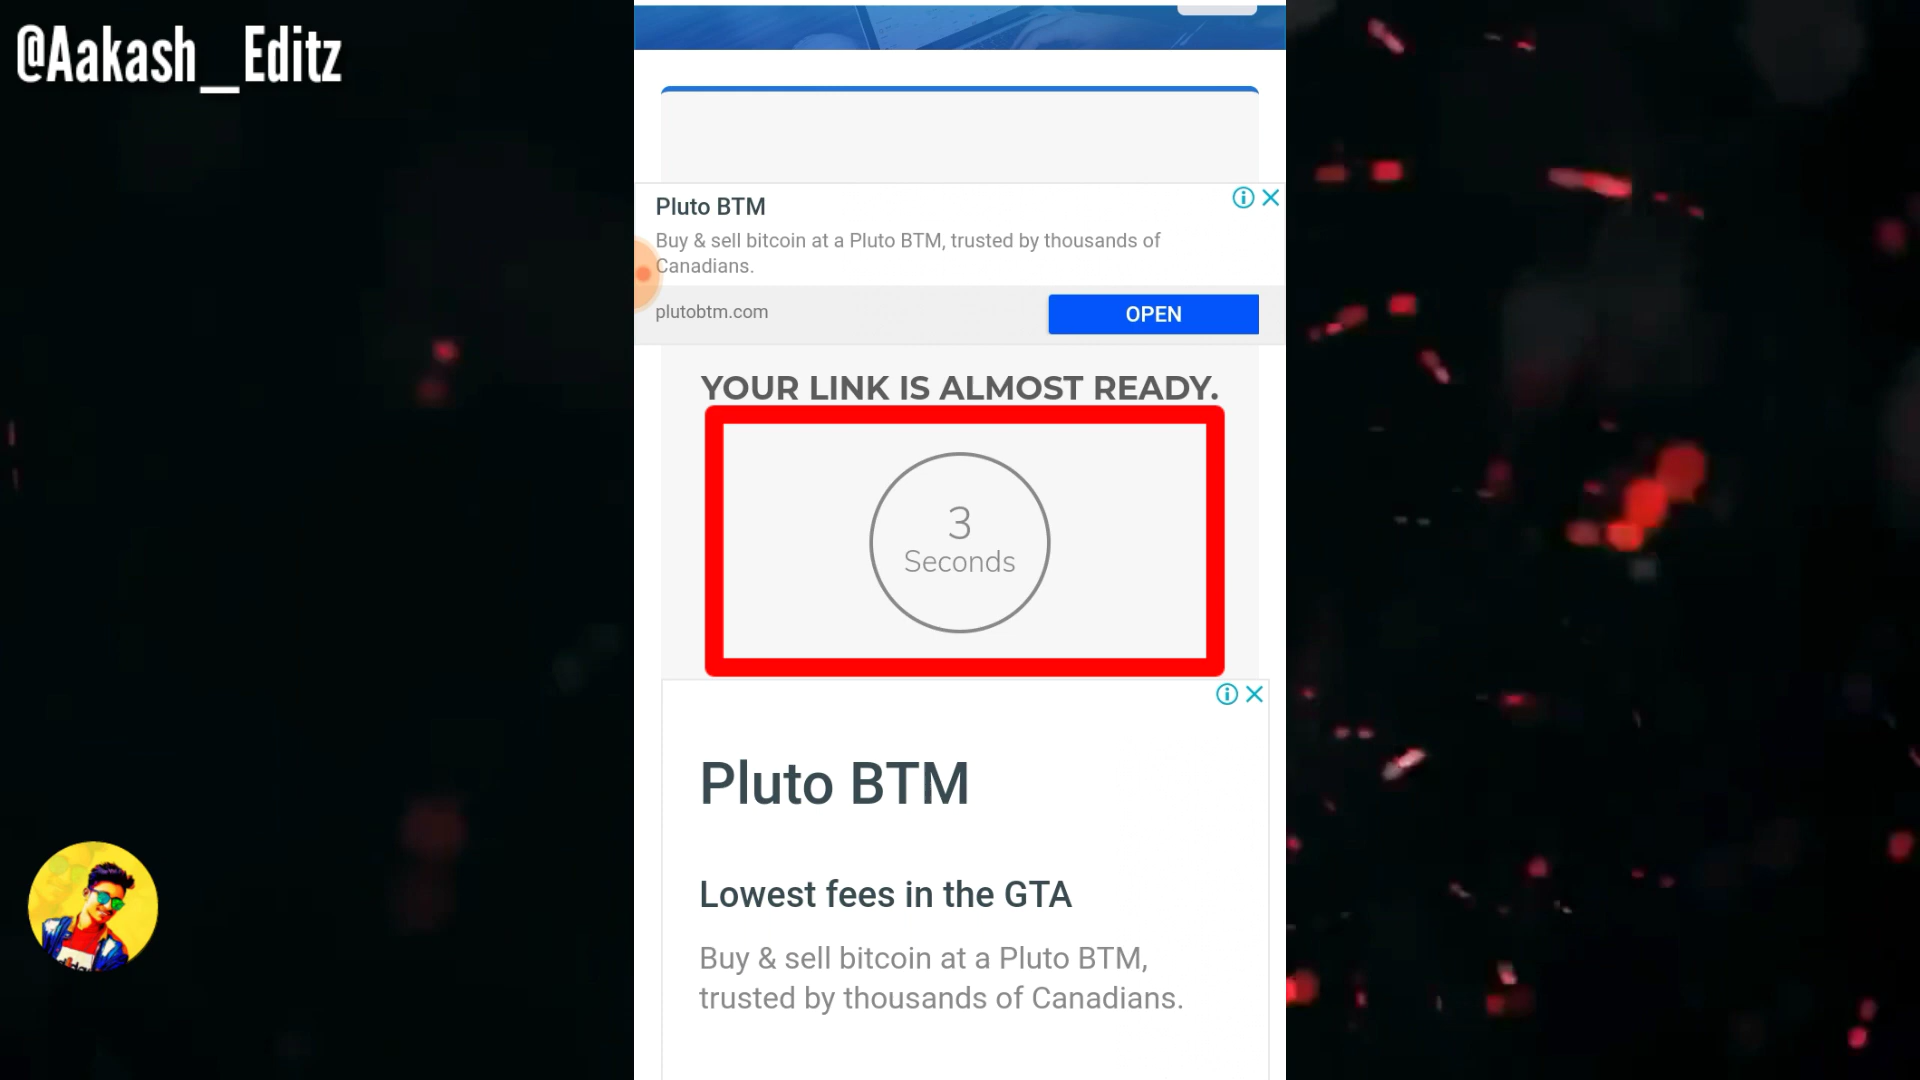 @Aakash_Editz
Pluto BTM
Buy & sell bitcoin at a Pluto BTM, trusted by thousands of
Canadians.
plutobtm.com
OPEN
YOUR LINK IS ALMOST READY.
3
Seconds
Pluto BTM
Lowest fees in the GTA
Buy & sell bitcoin at a Pluto BTM,
trusted by thousands of Canadians.